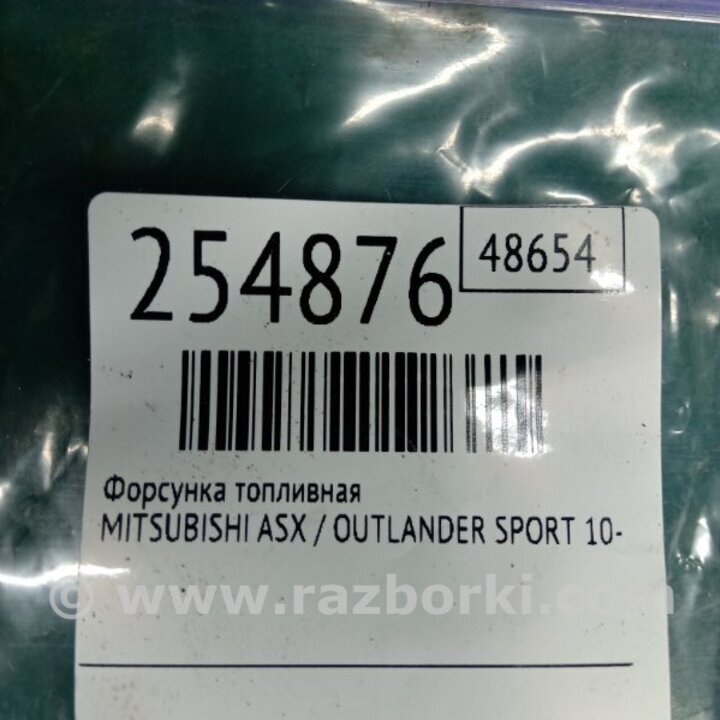 254876
48654
Форсунка топливная
MITSUBISHI ASX / OUTLANDER SPORT 10-
© www.razborki.com